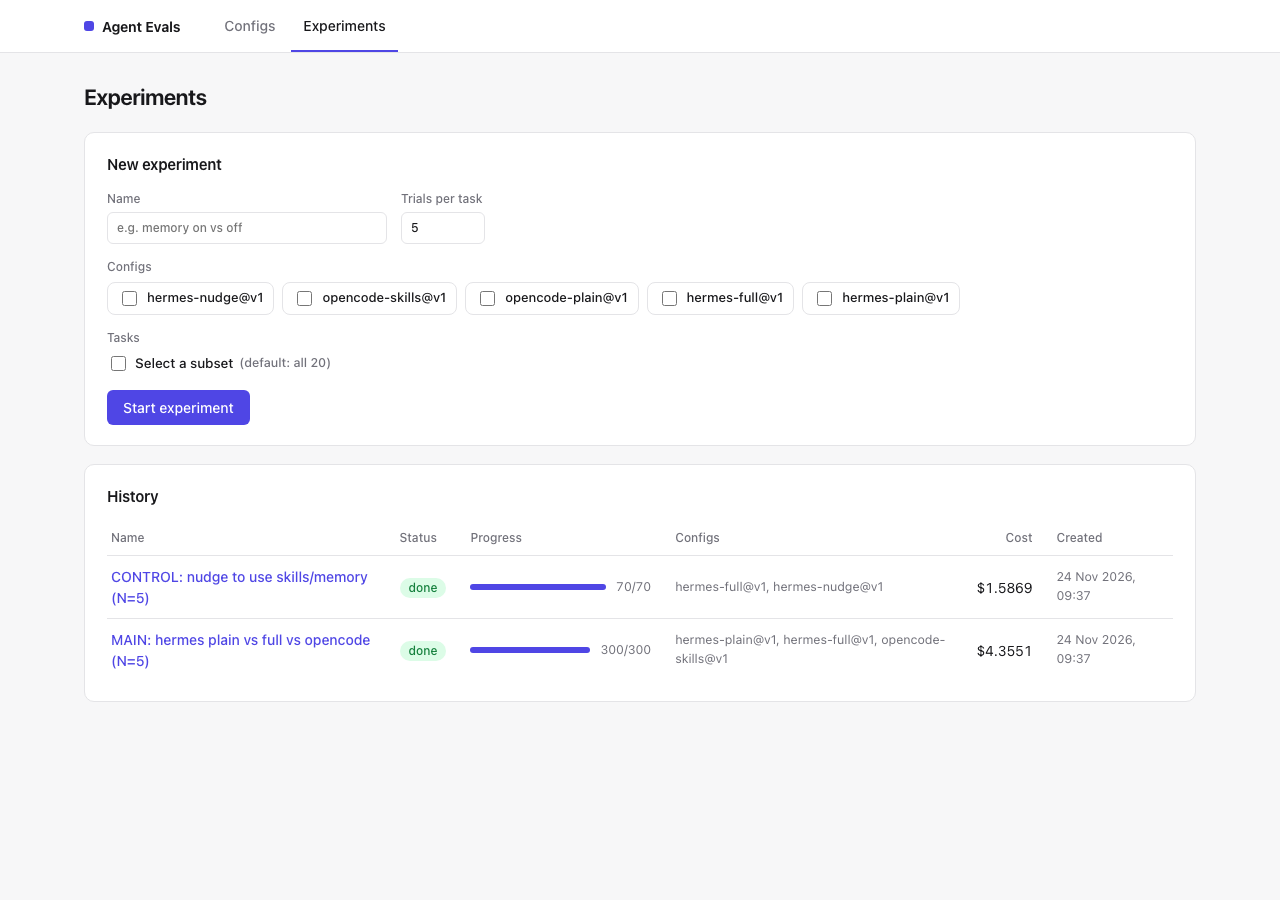 Agent Evals Configs Experiments
Experiments
New experiment
Name Trials per task
e.g. memory on vs off 5
Configs
hermes-nudge@v1 opencode-skills@v1 opencode-plain@v1 hermes-full@v1 hermes-plain@v1
Tasks
Select a subset (default: all 20)
Start experiment
History
Name Status Progress Configs Cost Created
CONTROL: nudge to use skills/memory (N=5) done 70/70 hermes-full@v1, hermes-nudge@v1 $1.5869 24 Nov 2026, 09:37
MAIN: hermes plain vs full vs opencode (N=5) done 300/300 hermes-plain@v1, hermes-full@v1, opencode-skills@v1 $4.3551 24 Nov 2026, 09:37